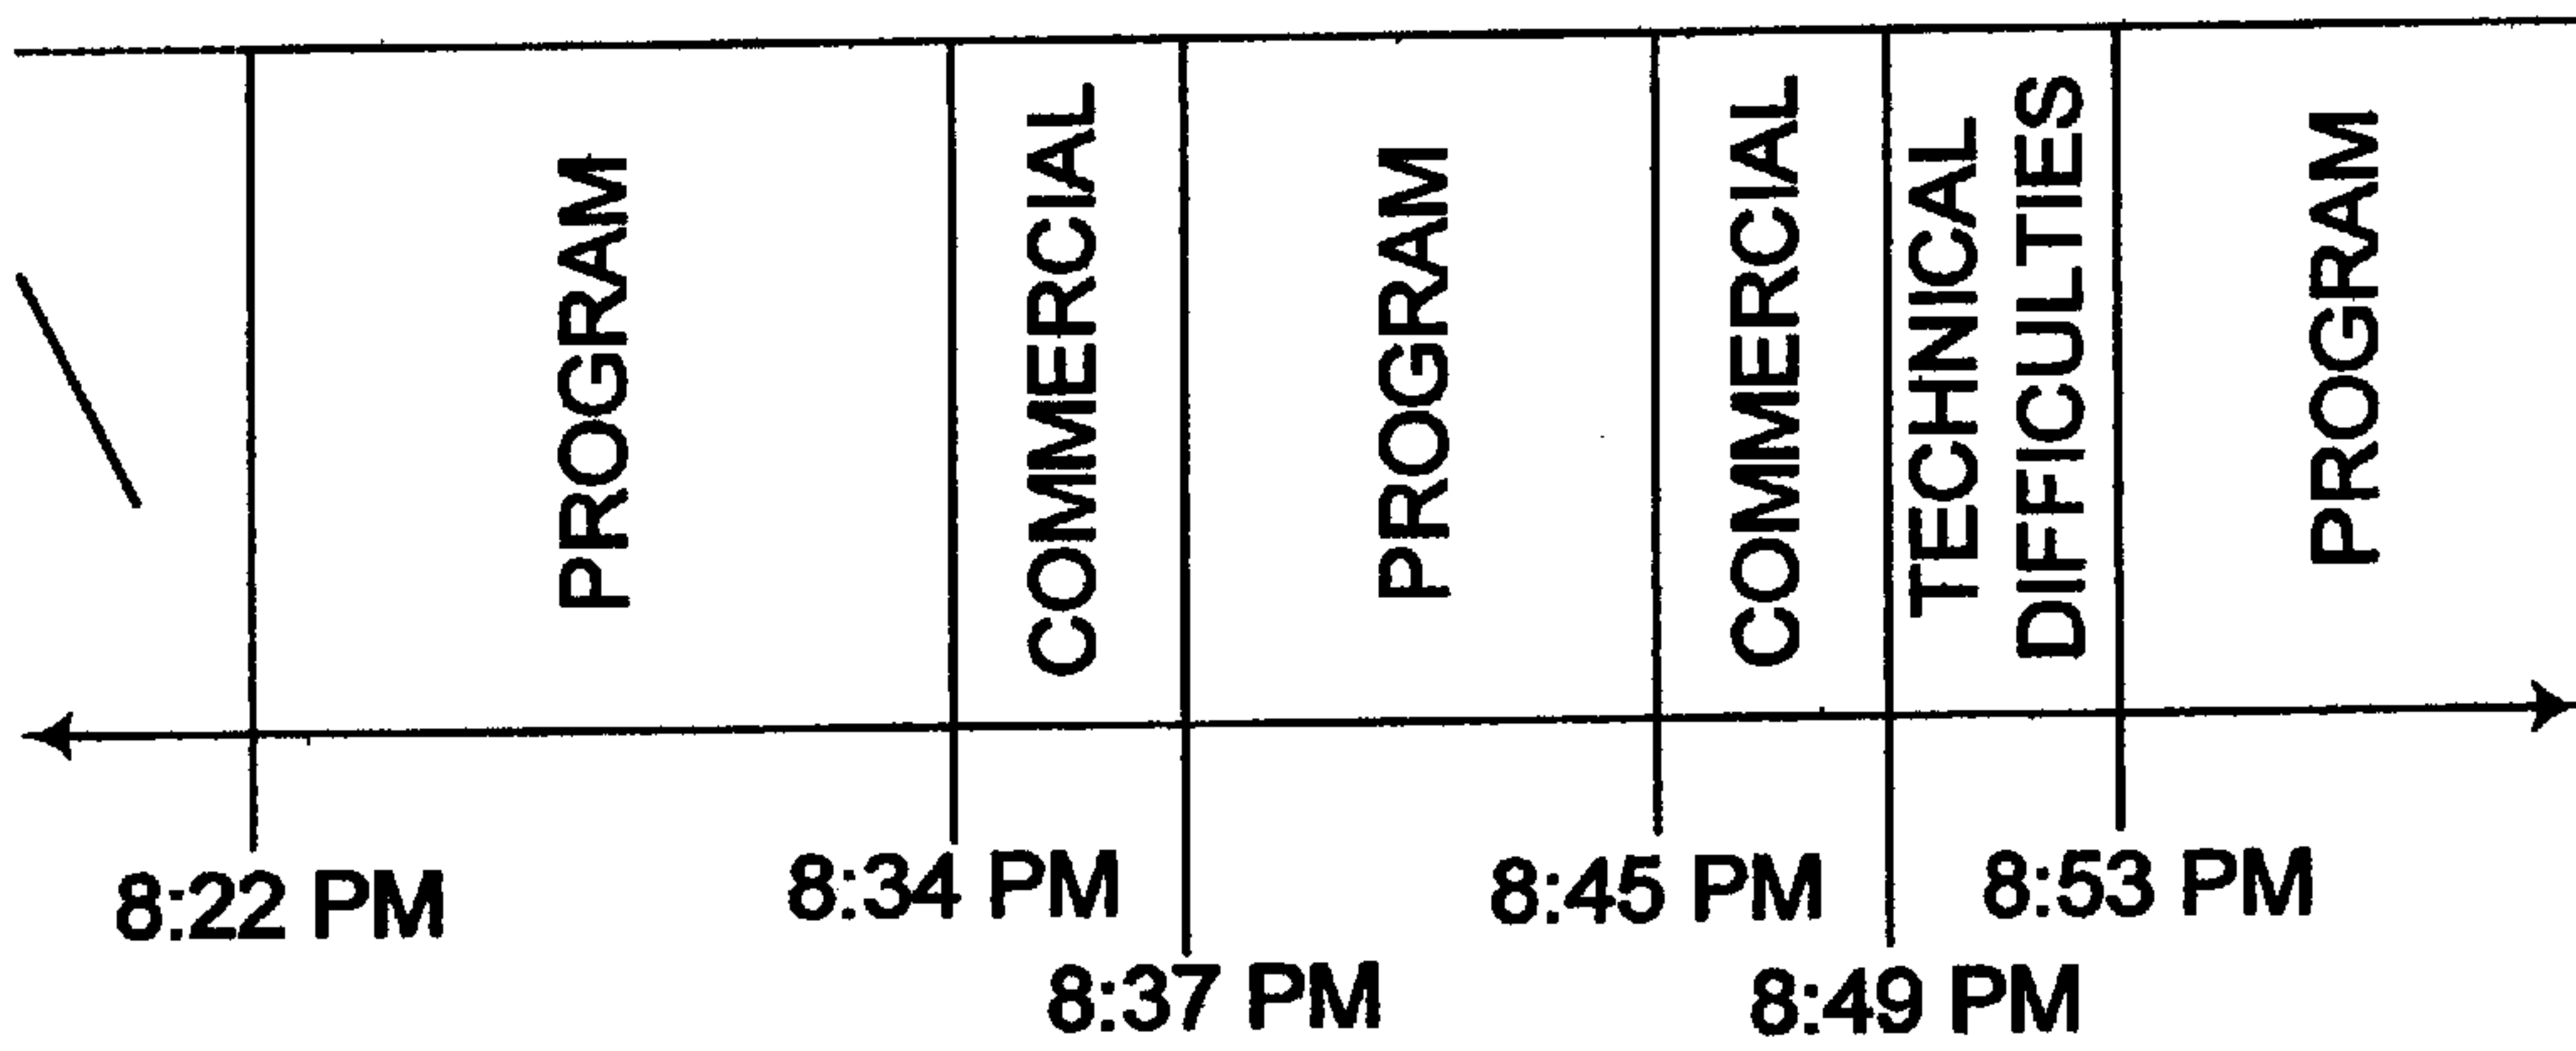 PROGRAM
COMMERCIAL
PROGRAM
COMMERCIAL
TECHNICAL
DIFFICULTIES
PROGRAM
8:22 PM
8:34 PM
8:37 PM
8:45 PM
8:49 PM
8:53 PM